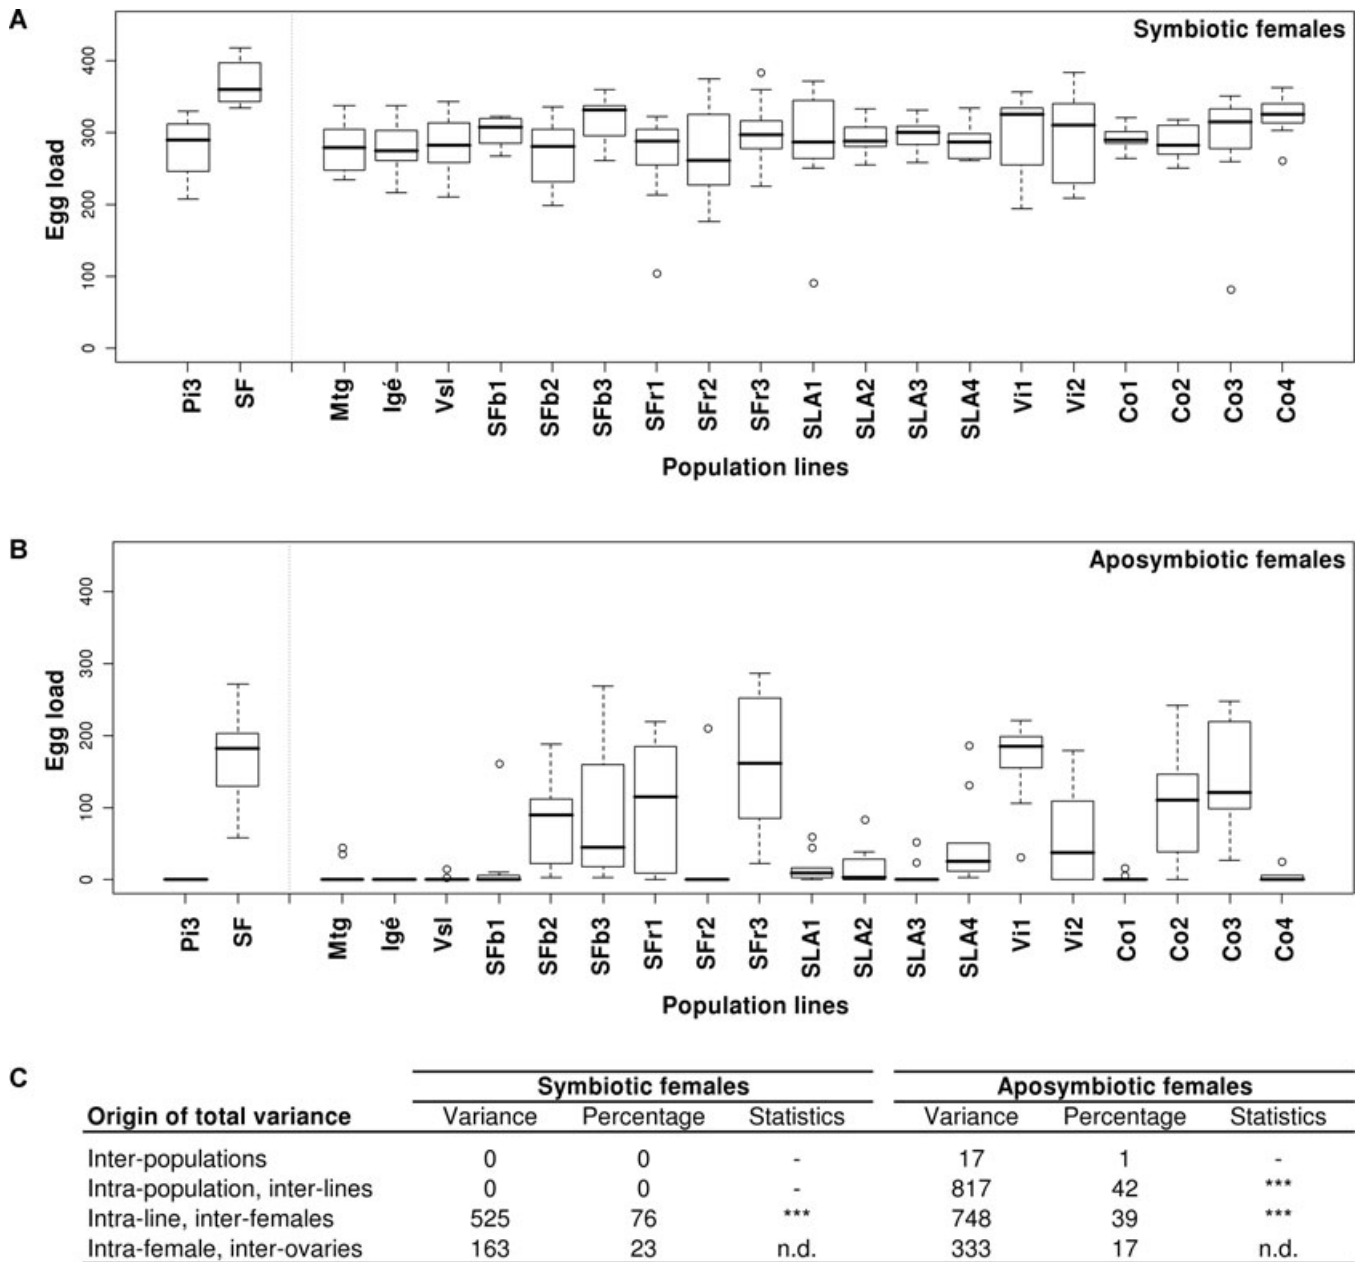 A
Symbiotic females
Egg load
400
300
200
100
0
Pi3 SF Mtg Igé Vsl SFb1 SFb2 SFb3 SFr1 SFr2 SFr3 SLA1 SLA2 SLA3 SLA4 Vi1 Vi2 Co1 Co2 Co3 Co4
Population lines
B
Aposymbiotic females
Egg load
400
300
200
100
0
Pi3 SF Mtg Igé Vsl SFb1 SFb2 SFb3 SFr1 SFr2 SFr3 SLA1 SLA2 SLA3 SLA4 Vi1 Vi2 Co1 Co2 Co3 Co4
Population lines
C
Symbiotic females Aposymbiotic females
Origin of total variance Variance Percentage Statistics Variance Percentage Statistics
Inter-populations 0 0 - 17 1 -
Intra-population, inter-lines 0 0 - 817 42 ***
Intra-line, inter-females 525 76 *** 748 39 ***
Intra-female, inter-ovaries 163 23 n.d. 333 17 n.d.